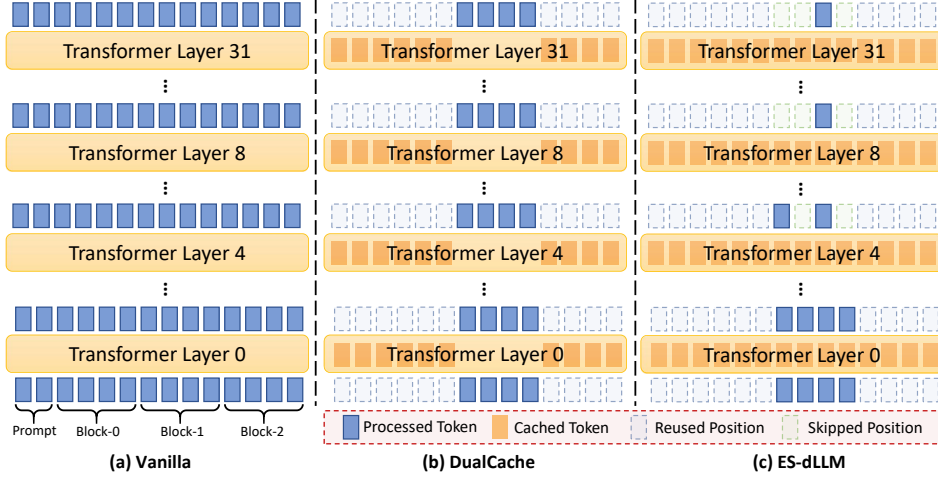 Transformer Layer 31
Transformer Layer 8
Transformer Layer 4
Transformer Layer 0
Prompt Block-0 Block-1 Block-2
(a) Vanilla
Transformer Layer 31
Transformer Layer 8
Transformer Layer 4
Transformer Layer 0
(b) DualCache
Transformer Layer 31
Transformer Layer 8
Transformer Layer 4
Transformer Layer 0
Processed Token Cached Token Reused Position Skipped Position
(c) ES-dLLM